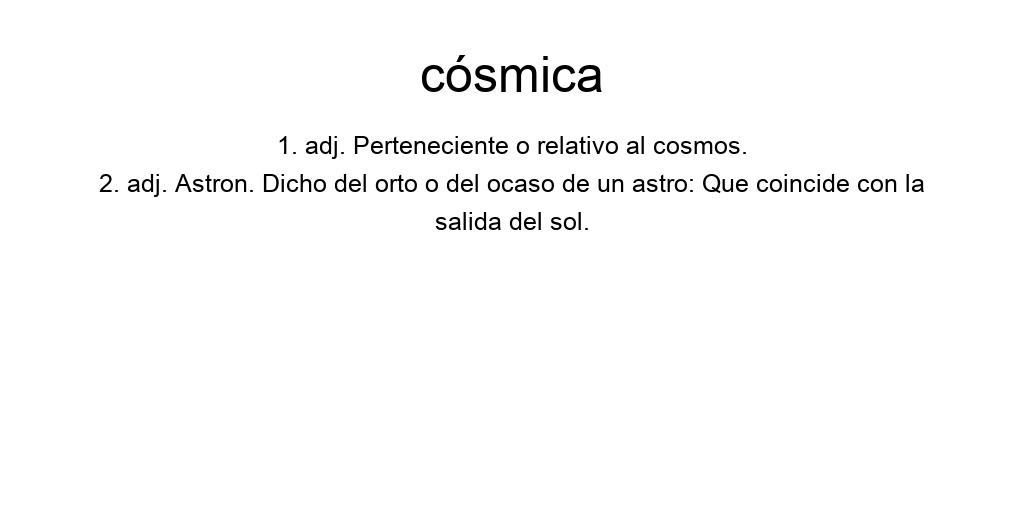 cósmica
1. adj. Perteneciente o relativo al cosmos.
2. adj. Astron. Dicho del orto o del ocaso de un astro: Que coincide con la
salida del sol.